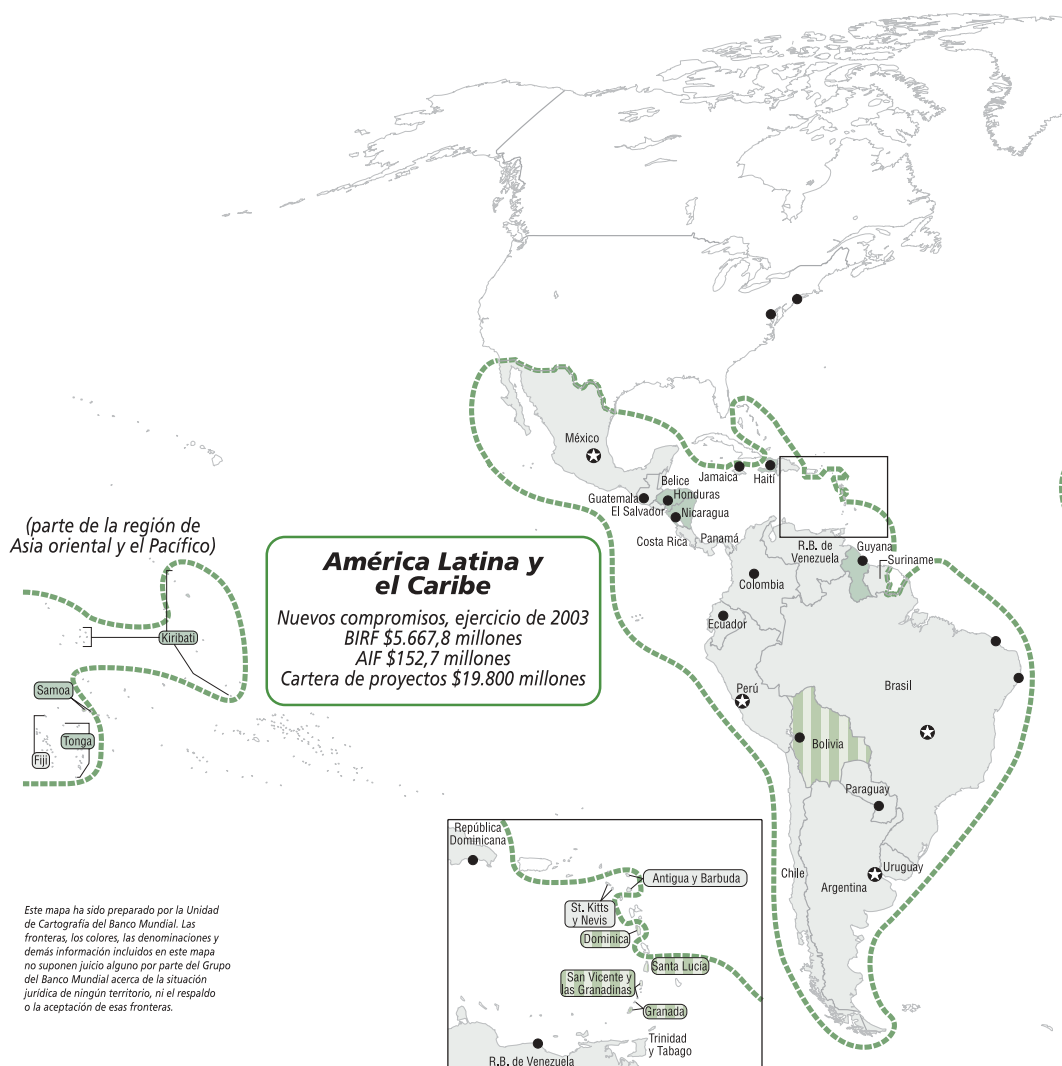 México
Belice
Jamaica
Haití
Guatemala
Honduras
El Salvador
Nicaragua
Costa Rica
Panamá
R.B. de
Venezuela
Guyana
Suriname
Colombia
Ecuador
Perú
Brasil
Bolivia
Paraguay
Chile
Uruguay
Argentina
(parte de la región de
Asia oriental y el Pacífico)
Kiribati
Samoa
Tonga
Fiji
América Latina y
el Caribe
Nuevos compromisos, ejercicio de 2003
BIRF $5.667,8 millones
AIF $152,7 millones
Cartera de proyectos $19.800 millones
República
Dominicana
Antigua y Barbuda
St. Kitts
y Nevis
Dominica
Santa Lucía
San Vicente y
las Granadinas
Granada
Trinidad
y Tabago
R.B. de Venezuela
Este mapa ha sido preparado por la Unidad
de Cartografía del Banco Mundial. Las
fronteras, los colores, las denominaciones y
demás información incluidos en este mapa
no suponen juicio alguno por parte del Grupo
del Banco Mundial acerca de la situación
jurídica de ningún territorio, ni el respaldo
o la aceptación de esas fronteras.